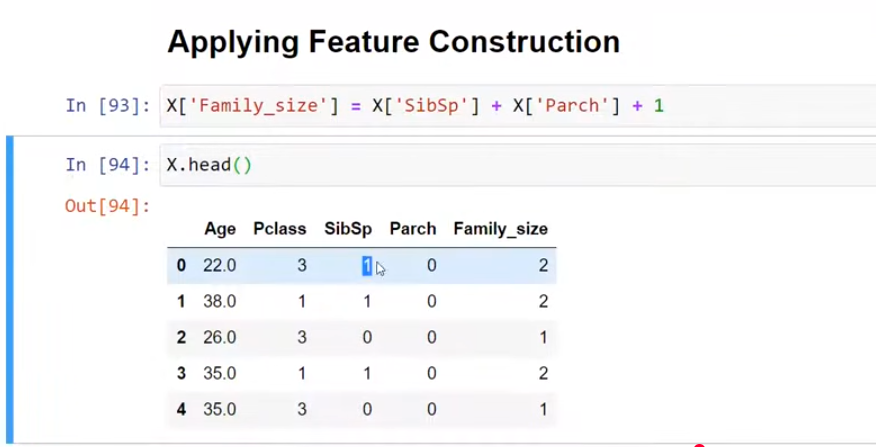 Applying Feature Construction
In [93]: X['Family_size'] = X['SibSp'] + X['Parch'] + 1
In [94]: X.head()
Out[94]:
Age Pclass SibSp Parch Family_size
0 22.0 3 1 0 2
1 38.0 1 1 0 2
2 26.0 3 0 0 1
3 35.0 1 1 0 2
4 35.0 3 0 0 1